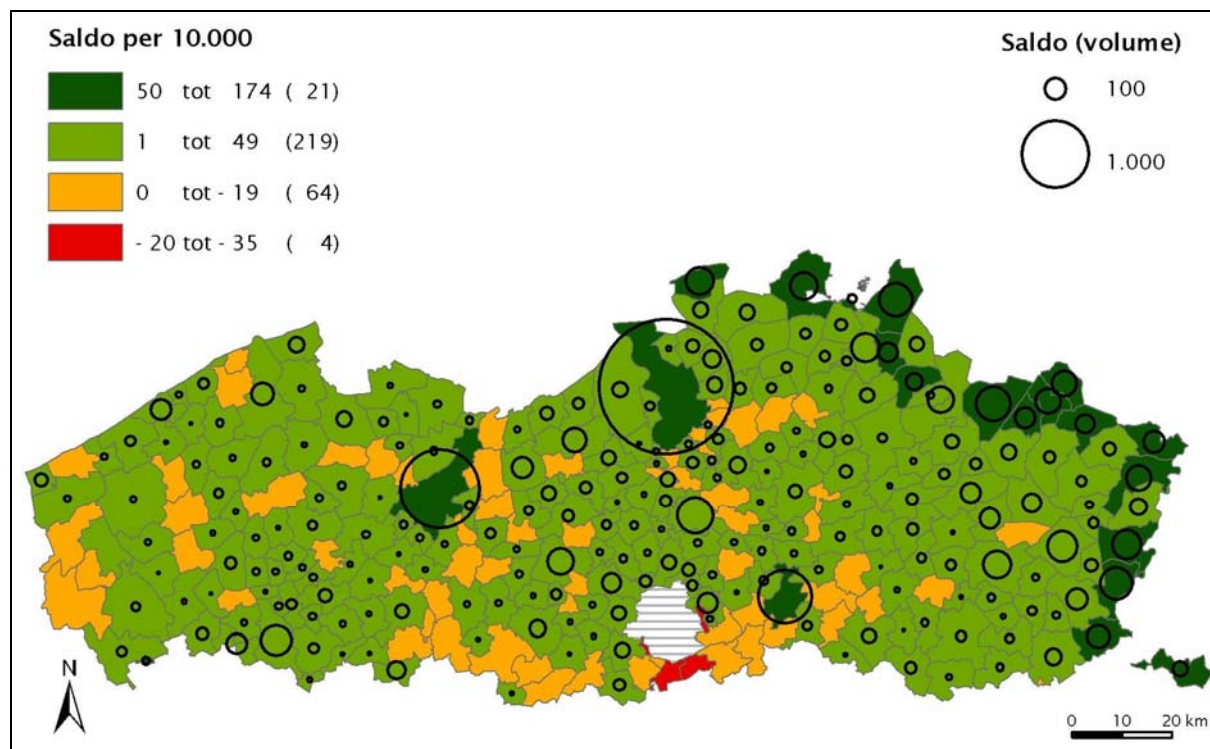 Saldo per 10.000
50 tot 174 ( 21)
1 tot 49 (219)
0 tot - 19 ( 64)
- 20 tot - 35 ( 4)
Saldo (volume)
100
1.000
N
0 10 20 km